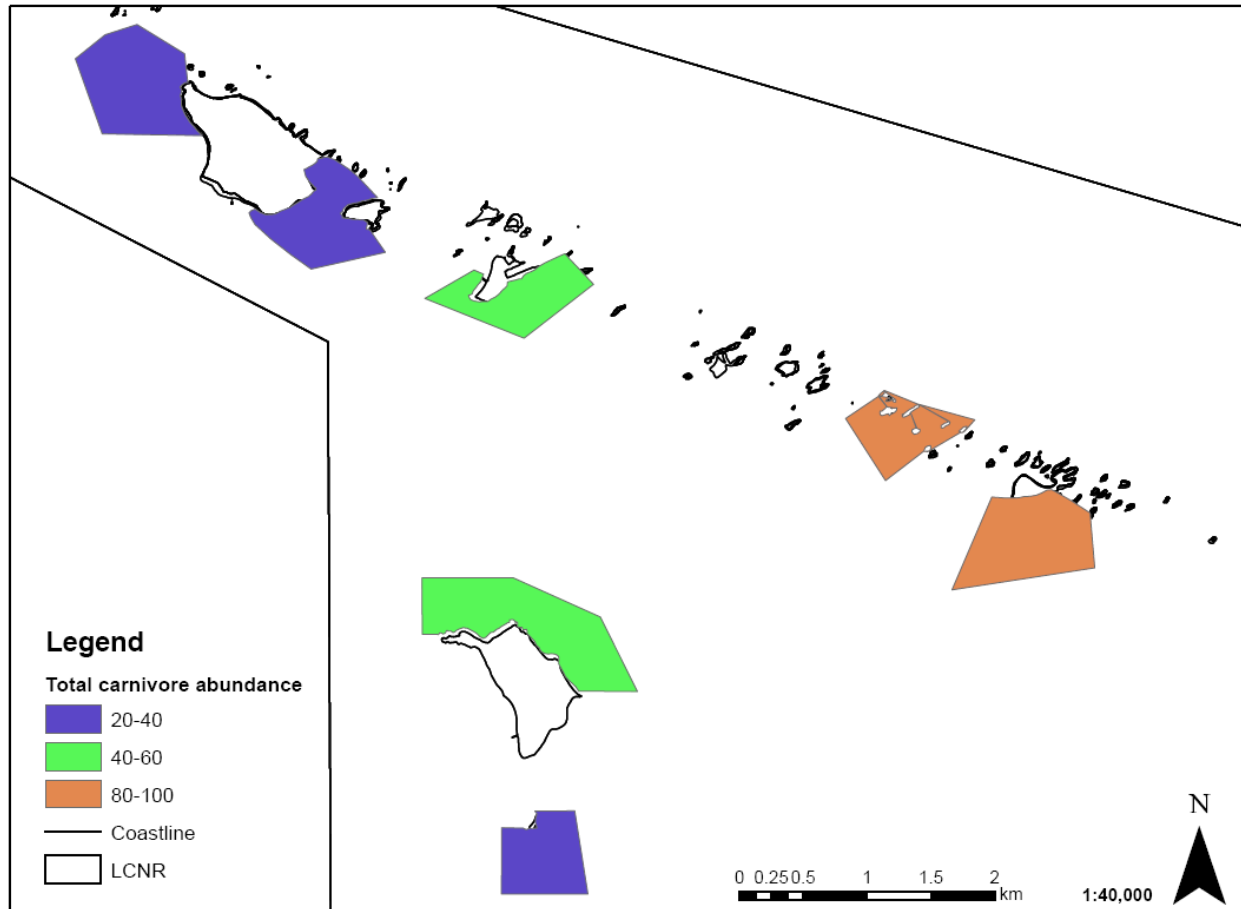 Legend
Total carnivore abundance
20-40
40-60
80-100
Coastline
LCNR
N
0 0.25 0.5 1 1.5 2
km
1:40,000